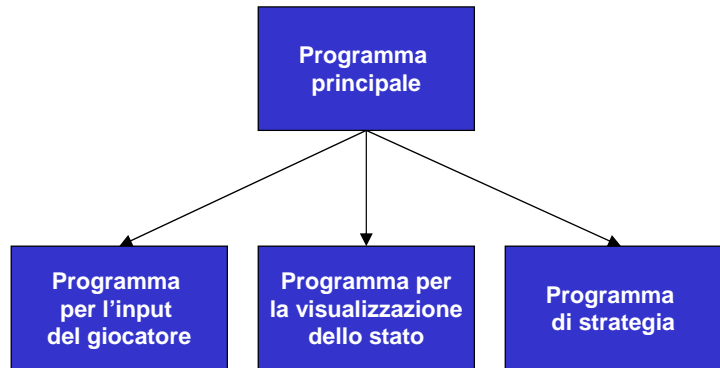 Programma
principale
Programma
per l'input
del giocatore
Programma per
la visualizzazione
dello stato
Programma
di strategia